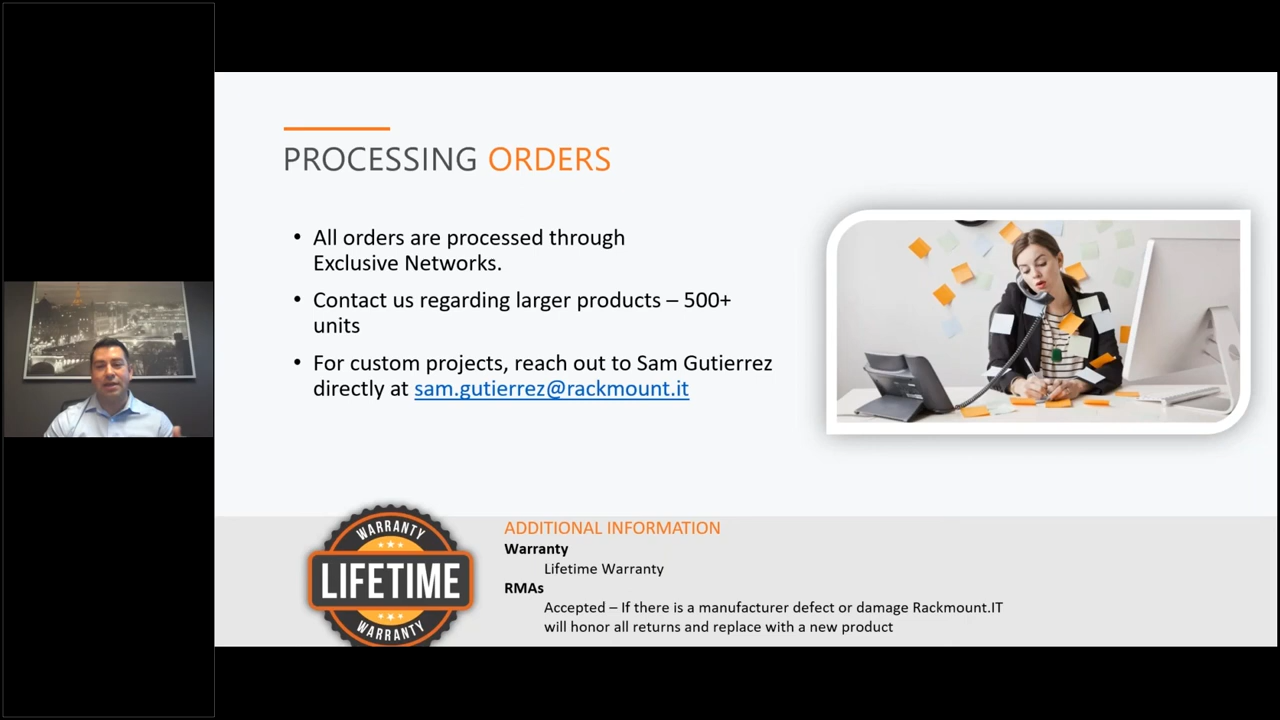 PROCESSING ORDERS
• All orders are processed through
Exclusive Networks.
• Contact us regarding larger products – 500+
units
• For custom projects, reach out to Sam Gutierrez
directly at sam.gutierrez@rackmount.it
WARRANTY
LIFETIME
WARRANTY
ADDITIONAL INFORMATION
Warranty
Lifetime Warranty
RMAs
Accepted – If there is a manufacturer defect or damage Rackmount.IT
will honor all returns and replace with a new product